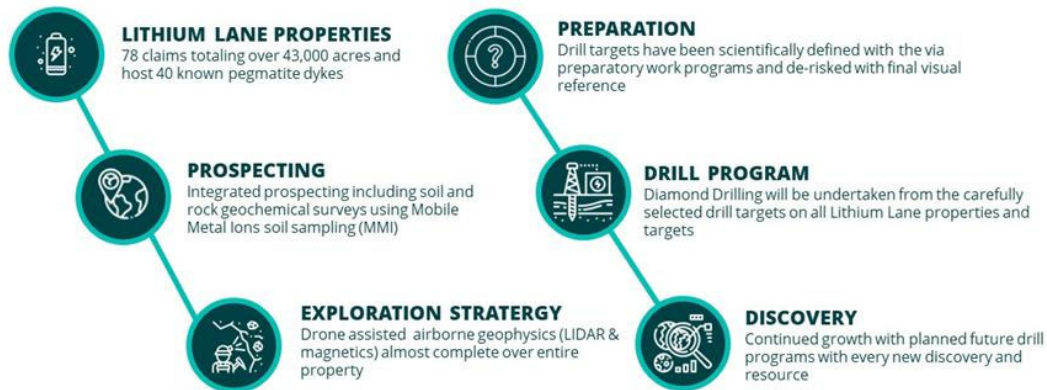 LITHIUM LANE PROPERTIES
78 claims totaling over 43,000 acres and
host 40 known pegmatite dykes
PROSPECTING
Integrated prospecting including soil and
rock geochemical surveys using Mobile
Metal Ions soil sampling (MMI)
EXPLORATION STRATERGY
Drone assisted airborne geophysics (LIDAR &
magnetics) almost complete over entire
property
PREPARATION
Drill targets have been scientifically defined with the via
preparatory work programs and de-risked with final visual
reference
DRILL PROGRAM
Diamond Drilling will be undertaken from the carefully
selected drill targets on all Lithium Lane properties and
targets
DISCOVERY
Continued growth with planned future drill
programs with every new discovery and
resource